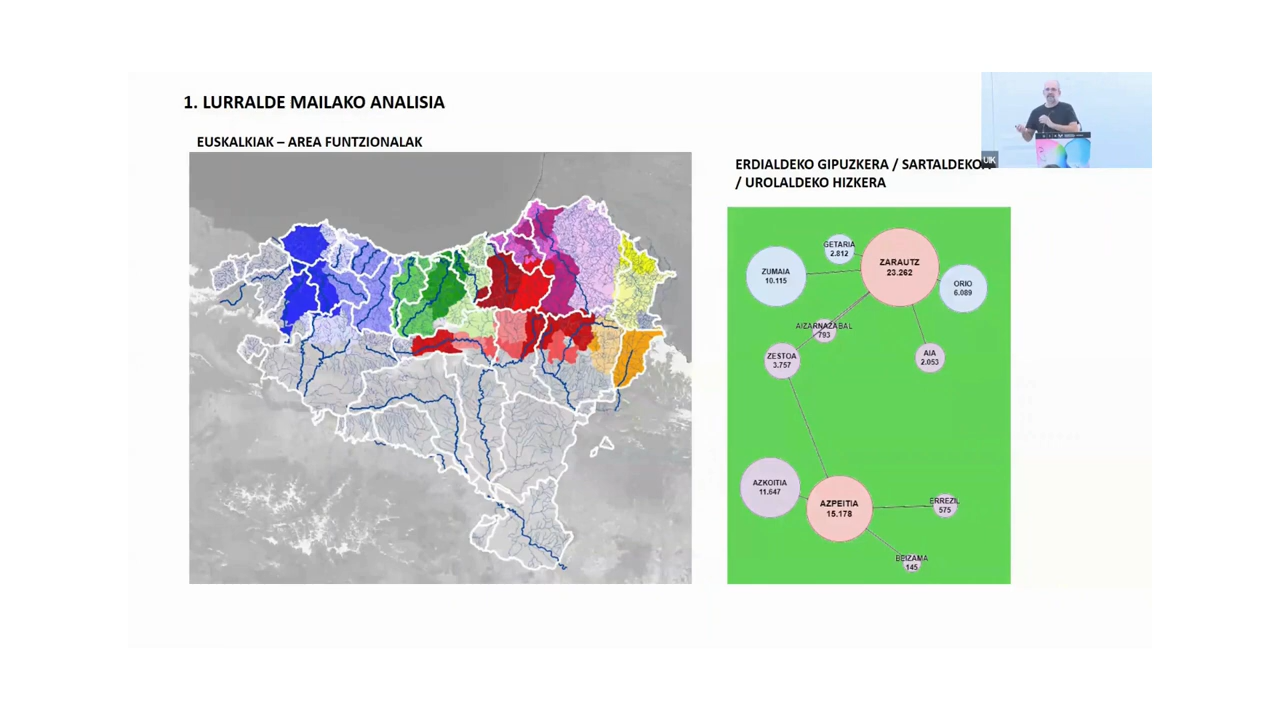 1. LURRALDE MAILAKO ANALISIA
EUSKALKIAK – AREA FUNTZIONALAK
UIK
ERDIALDEKO GIPUZKERA / SARTALDEKOA
/ UROLALDEKO HIZKERA
GETARIA
2.812
ZARAUTZ
23.262
ZUMAIA
10.115
ORIO
6.089
AIZARNAZABAL
793
ZESTOA
3.757
AIA
2.053
AZKOITIA
11.647
AZPEITIA
15.178
ERREZIL
575
BEIZAMA
145